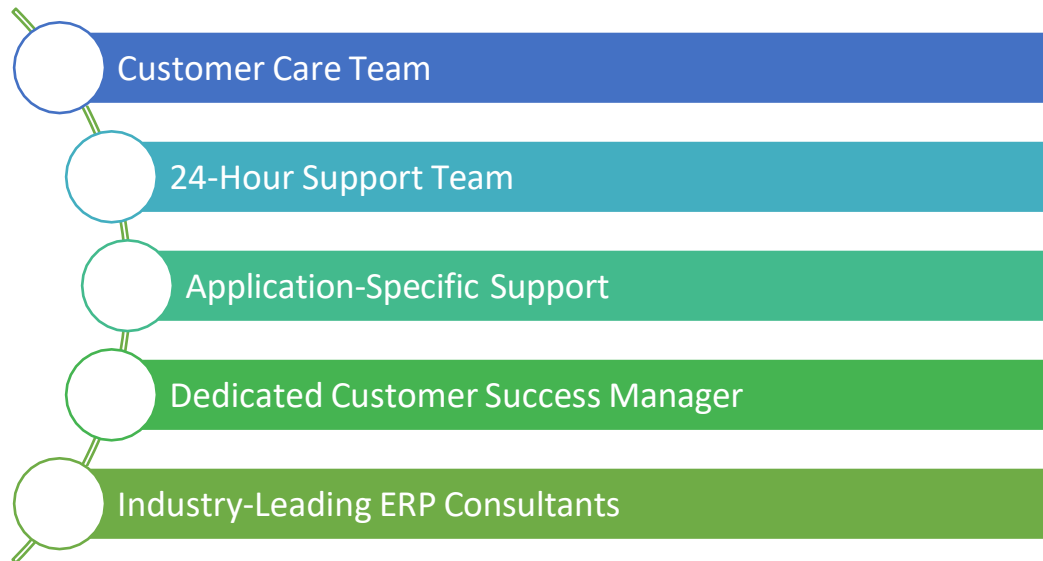 Customer Care Team
24-Hour Support Team
Application-Specific Support
Dedicated Customer Success Manager
Industry-Leading ERP Consultants